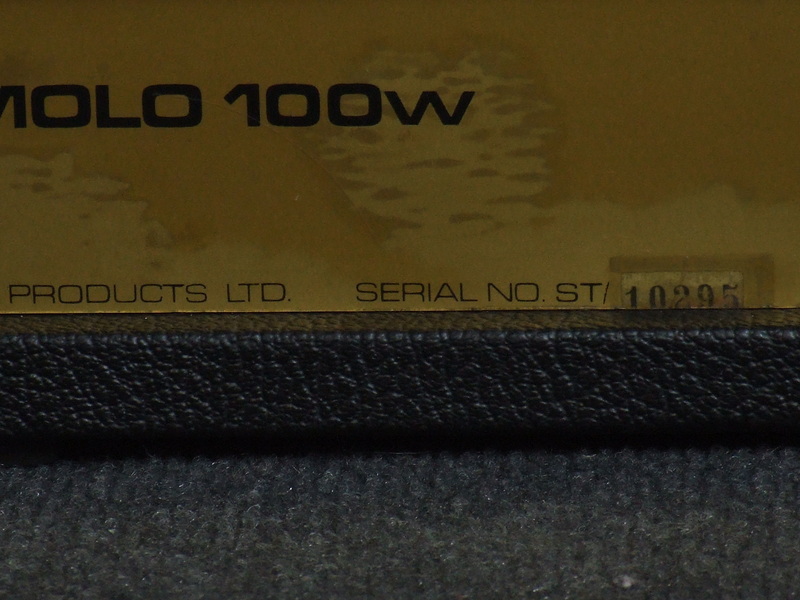 MOLO 100W
PRODUCTS LTD. SERIAL NO. ST/ 10295